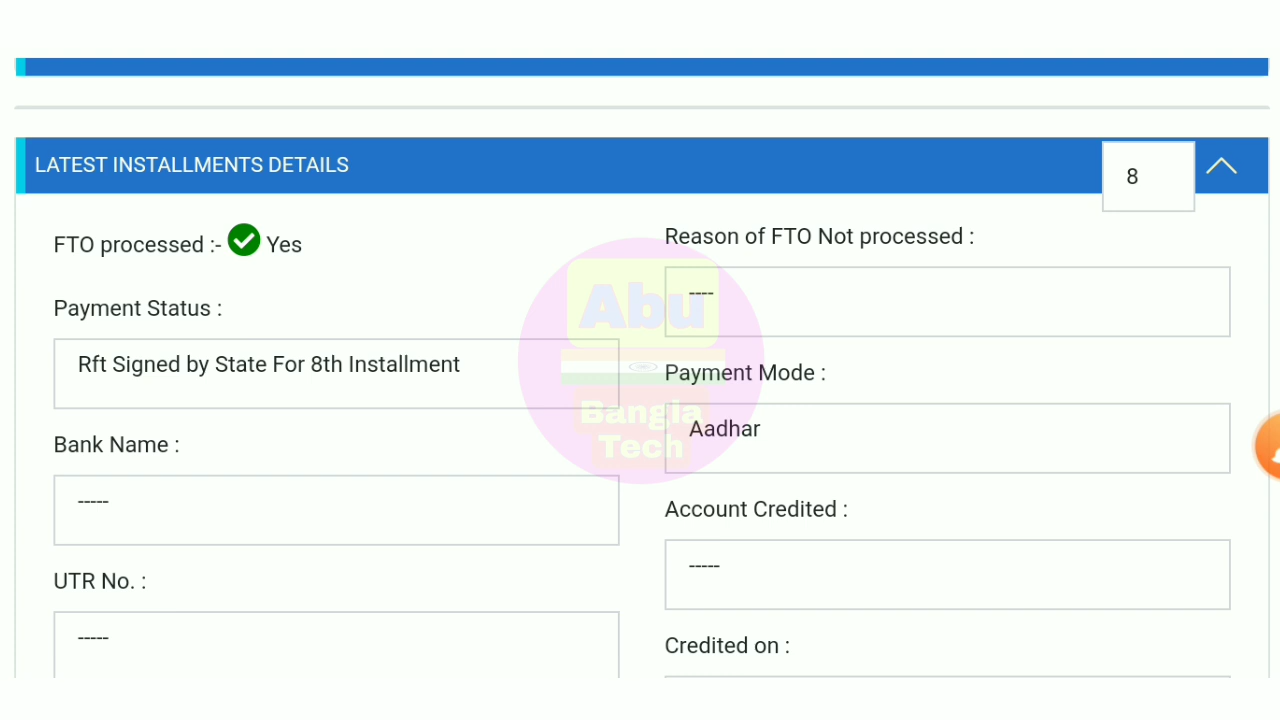 LATEST INSTALLMENTS DETAILS
8
FTO processed :- Yes
Reason of FTO Not processed :
----
Payment Status :
Rft Signed by State For 8th Installment
Payment Mode :
Aadhar
Bank Name :
-----
Account Credited :
-----
UTR No. :
-----
Credited on :
Abu
Bangla
Tech